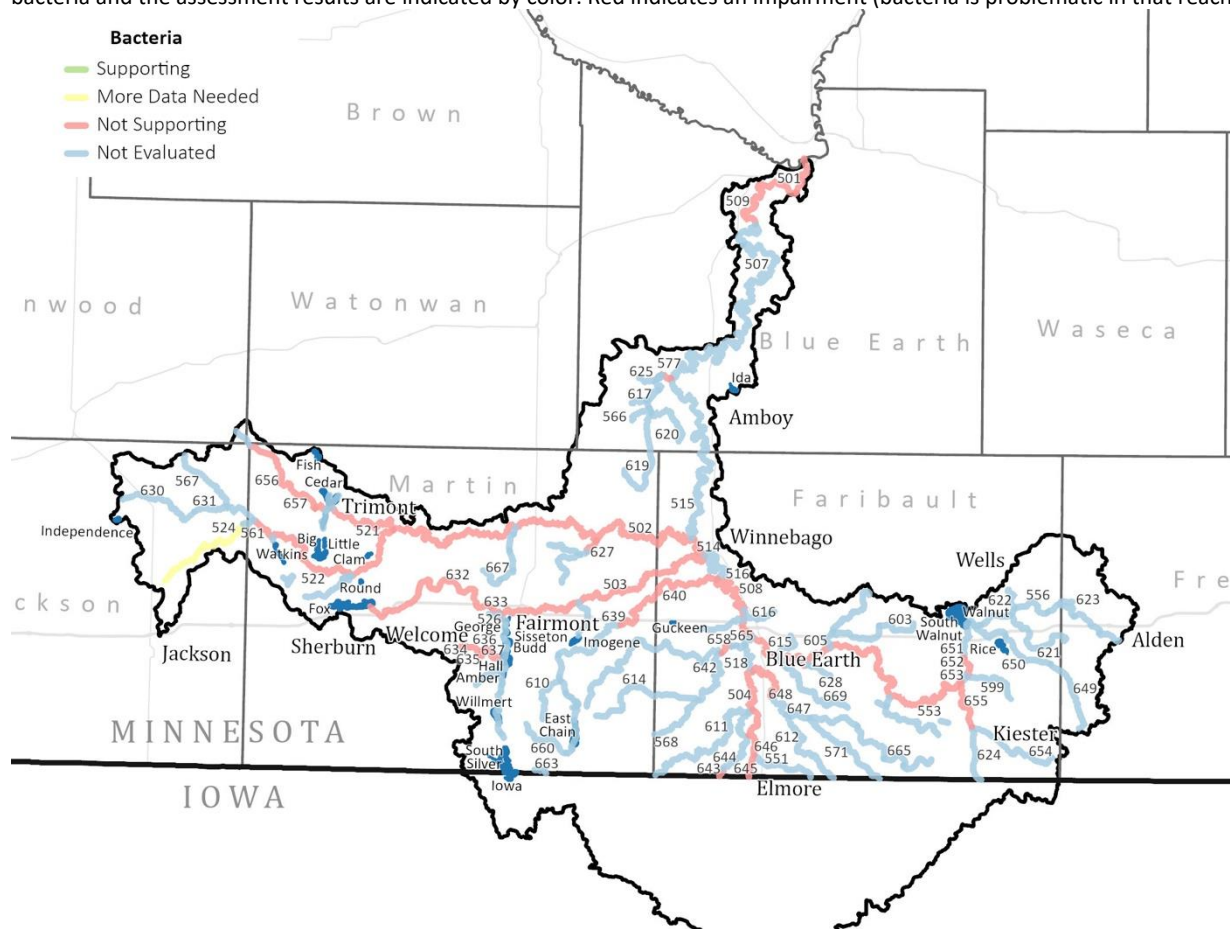 bacteria and the assessment results are indicated by color. Red indicates an impairment (bacteria is problematic in that reach
Bacteria
Supporting
More Data Needed
Not Supporting
Not Evaluated
Brown
501
509
507
nwood
Watonwan
Blue Earth
Waseca
577
625
617
566
620
Ida
Amboy
619
567
630
631
656
657
Fish
Cedar
Martin
Trimont
515
Faribault
Independence
524
561
521
502
Winnebago
Watkins
Big
Little
Clam
627
514
Wells
522
667
503
516
508
Round
632
640
Fre
ckson
Fox
633
639
616
622
556
623
Walnut
526
George
Fairmont
Guckeen
603
South
Walnut
Sherburn
Welcome
636
Sisseton
Imogene
658
565
615
605
651
Rice
621
Alden
Jackson
634
637
Budd
635
Hall
Amber
642
518
Blue Earth
652
650
653
610
614
504
648
628
669
599
649
655
Willmert
647
553
MINNESOTA
East
Chain
611
612
Kiester
568
660
644
646
551
571
665
624
654
South
Silver
663
643
645
IOWA
Iowa
Elmore